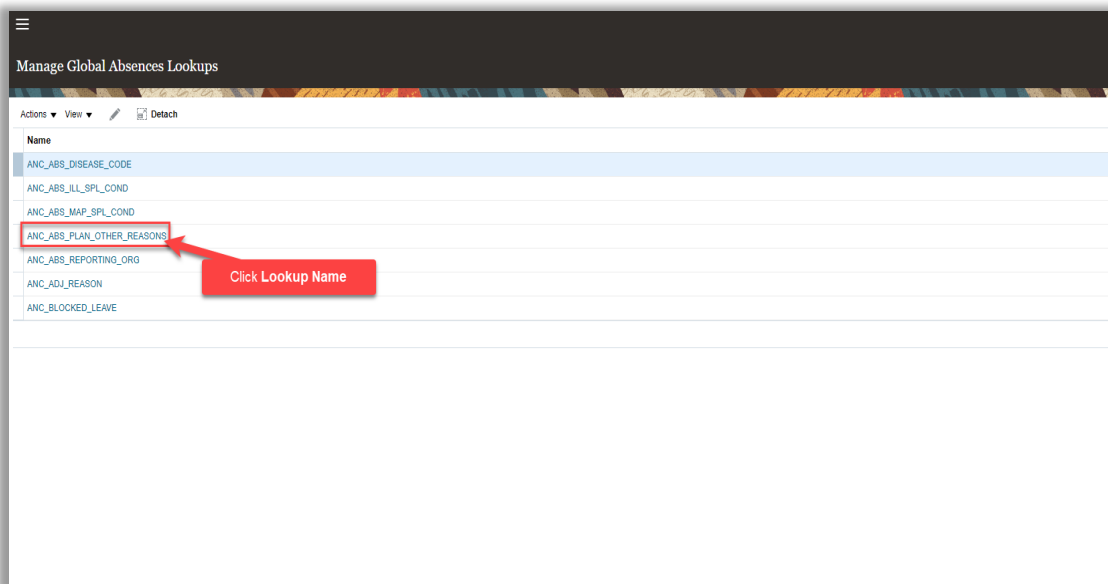 Manage Global Absences Lookups
Actions View Detach
Name
ANC_ABS_DISEASE_CODE
ANC_ABS_ILL_SPL_COND
ANC_ABS_MAP_SPL_COND
ANC_ABS_PLAN_OTHER_REASONS
ANC_ABS_REPORTING_ORG
Click Lookup Name
ANC_ADJ_REASON
ANC_BLOCKED_LEAVE